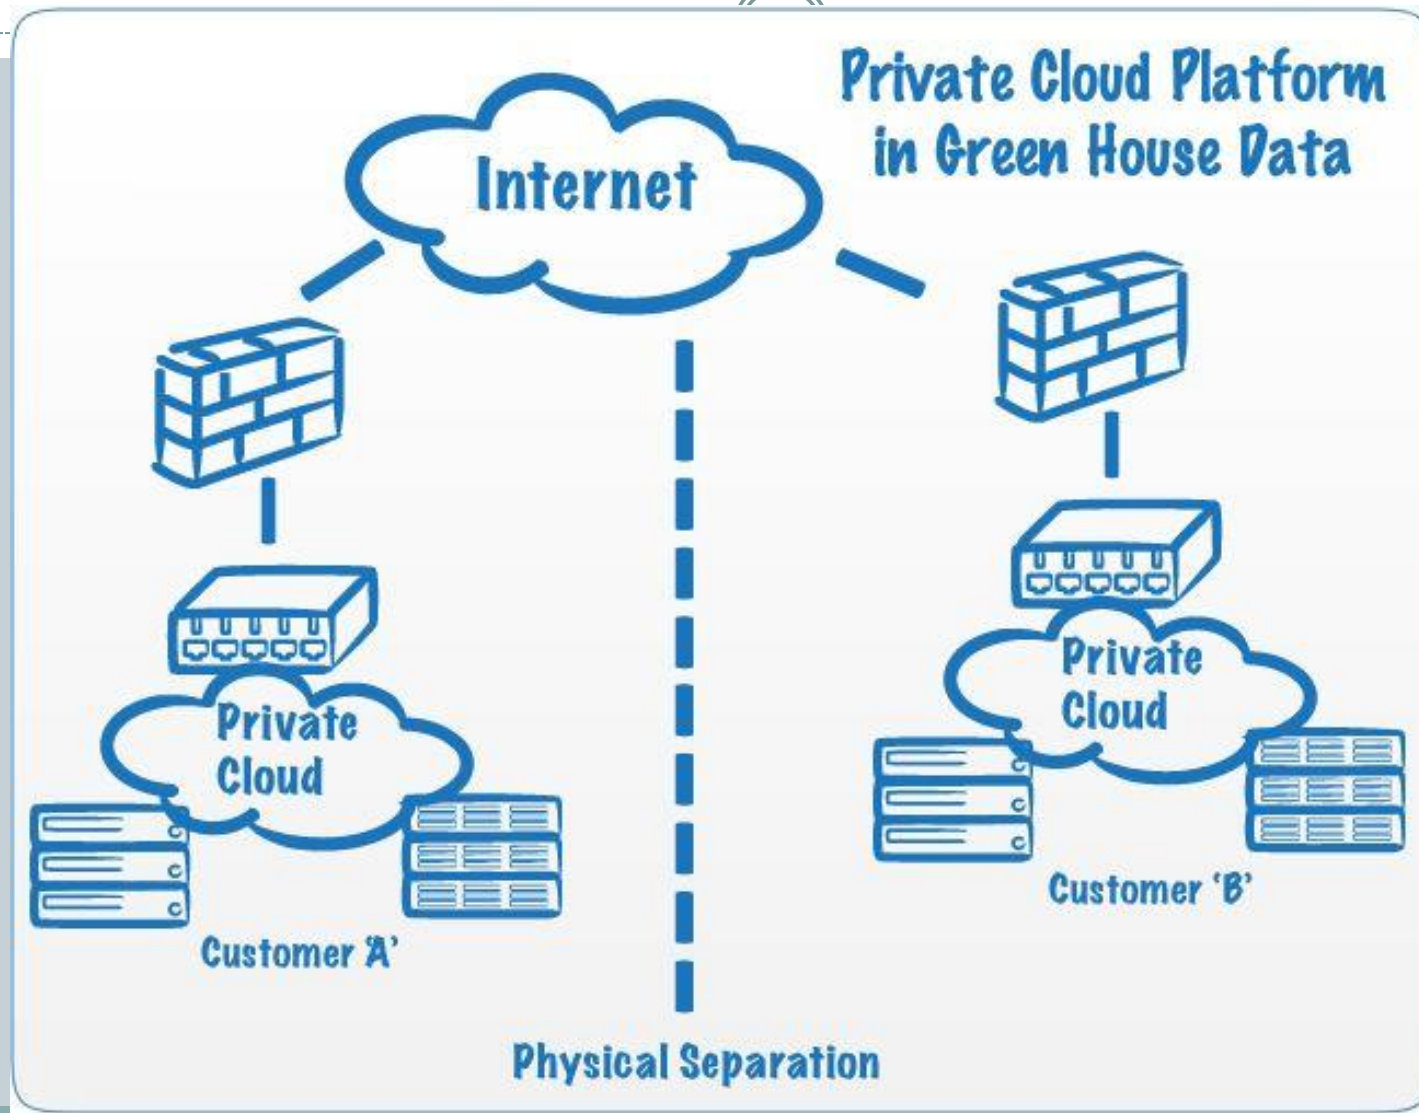 Private Cloud Platform
in Green House Data
Internet
Private
Cloud
Customer ‘A’
Private
Cloud
Customer ‘B’
Physical Separation